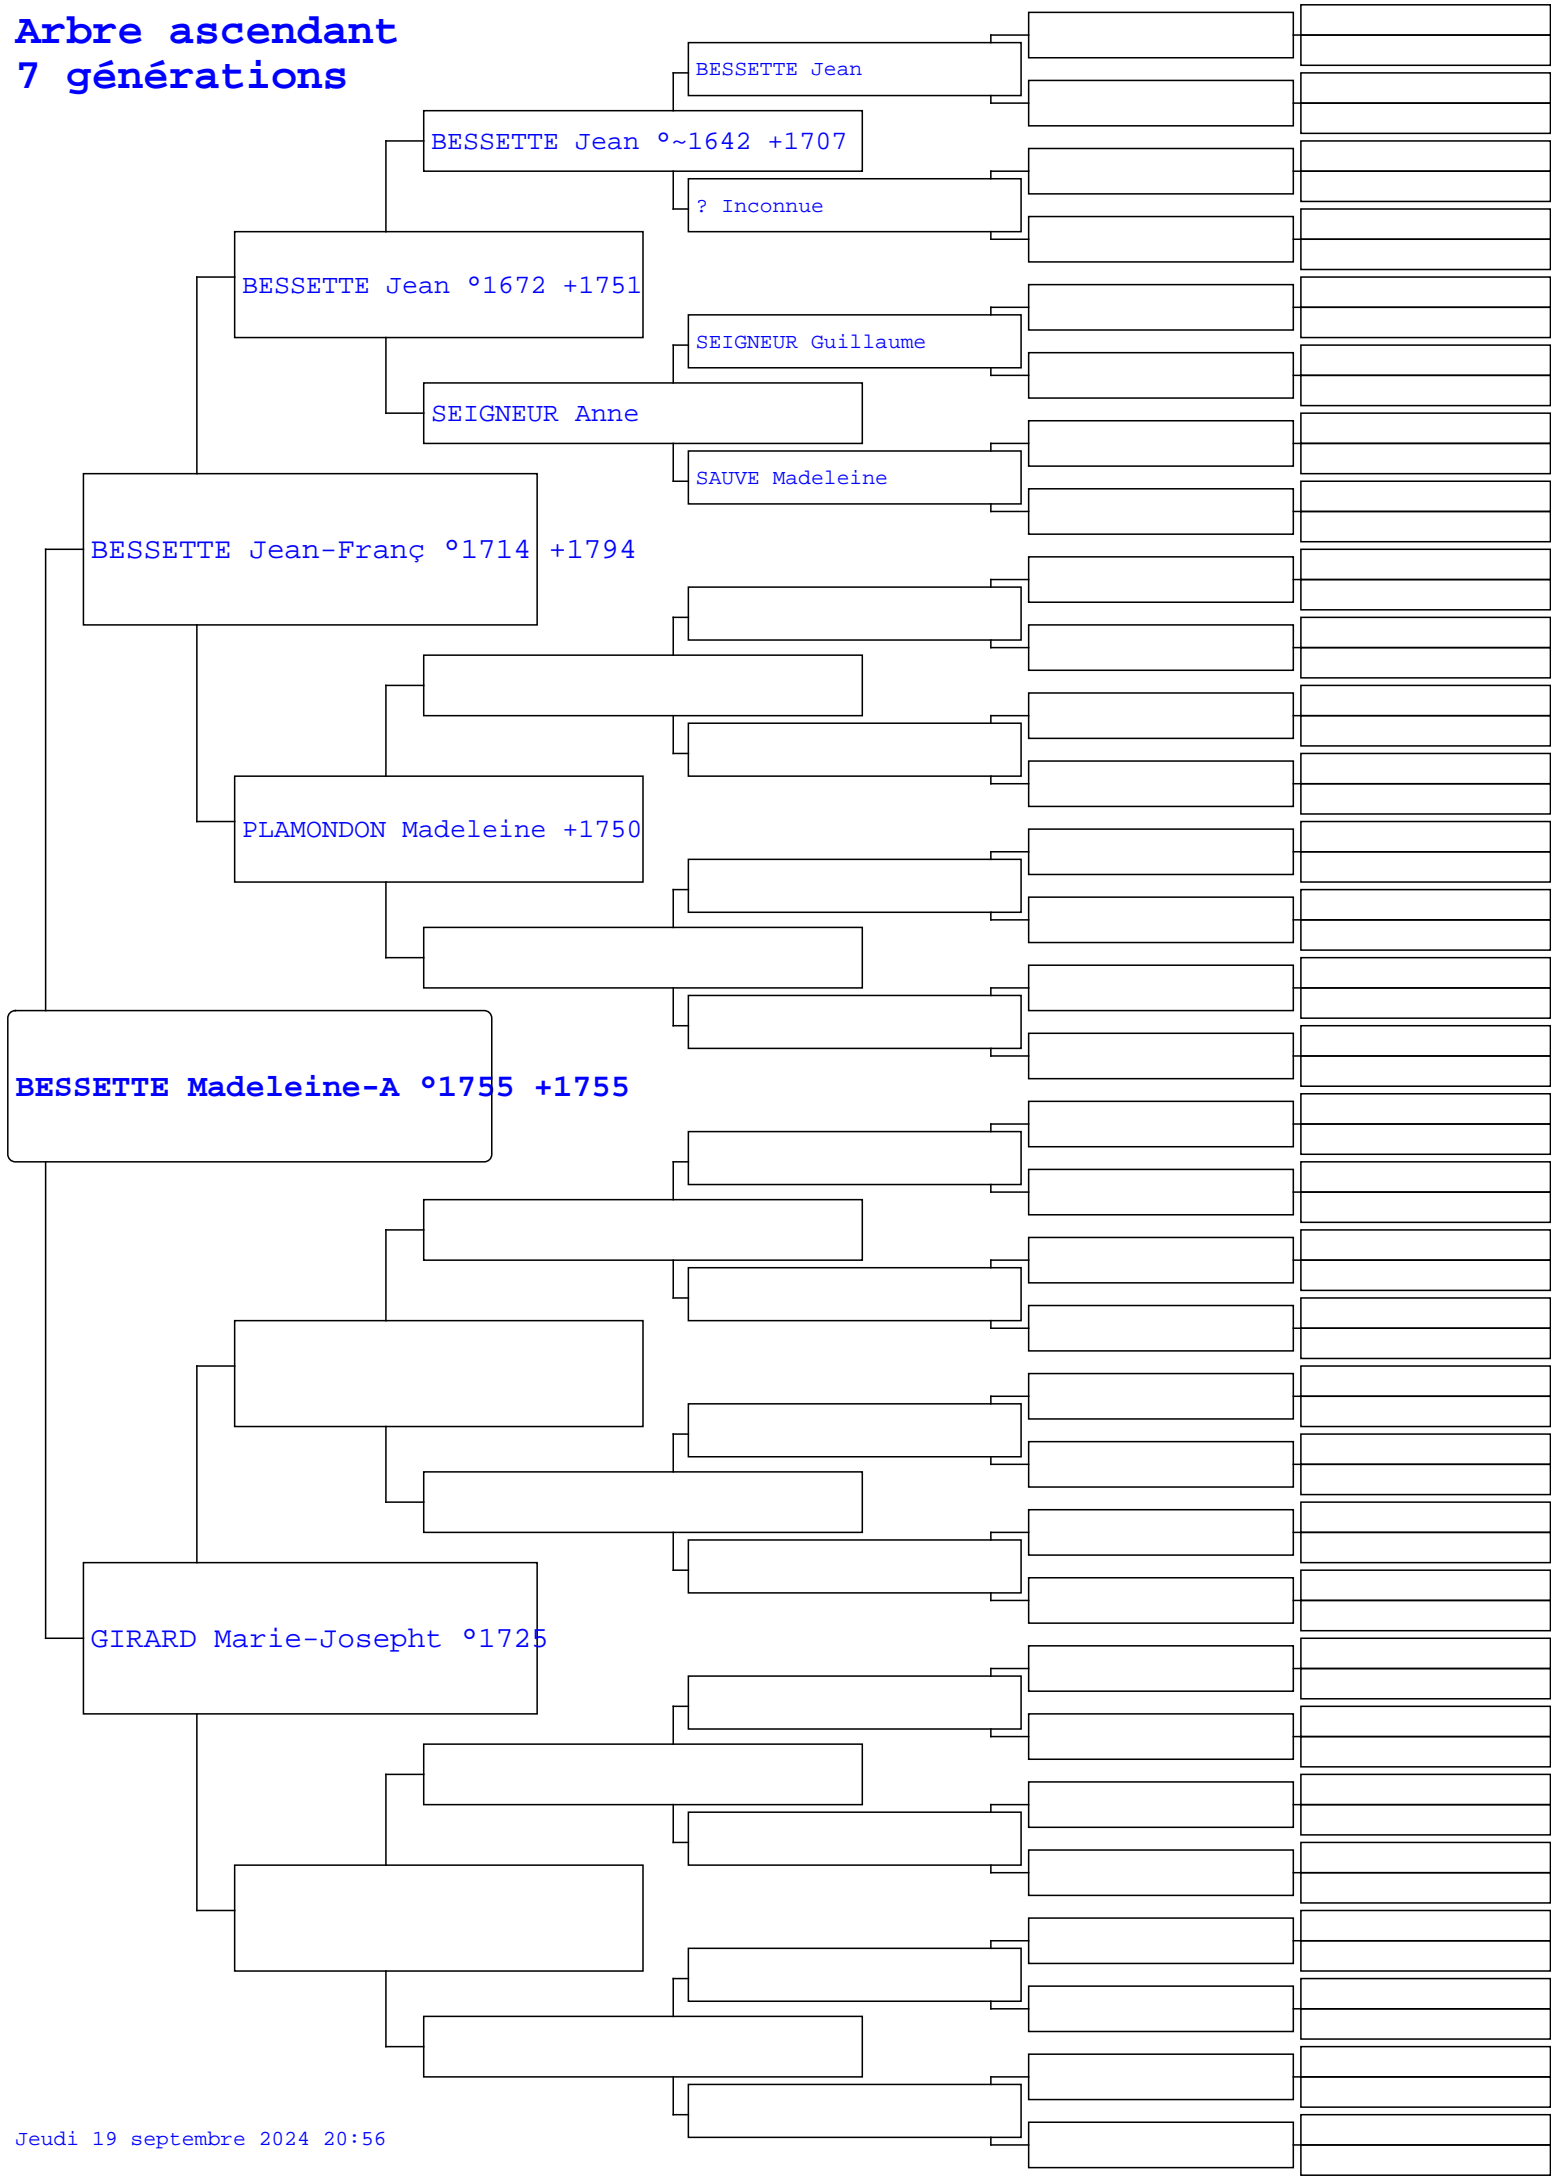 Arbre ascendant
7 générations
BESSETTE Jean
BESSETTE Jean °~1642 +1707
? Inconnue
BESSETTE Jean °1672 +1751
SEIGNEUR Guillaume
SEIGNEUR Anne
SAUVE Madeleine
BESSETTE Jean-Franç °1714 +1794
PLAMONDON Madeleine +1750
BESSETTE Madeleine-A °1755 +1755
GIRARD Marie-Josepht °1725
Jeudi 19 septembre 2024 20:56